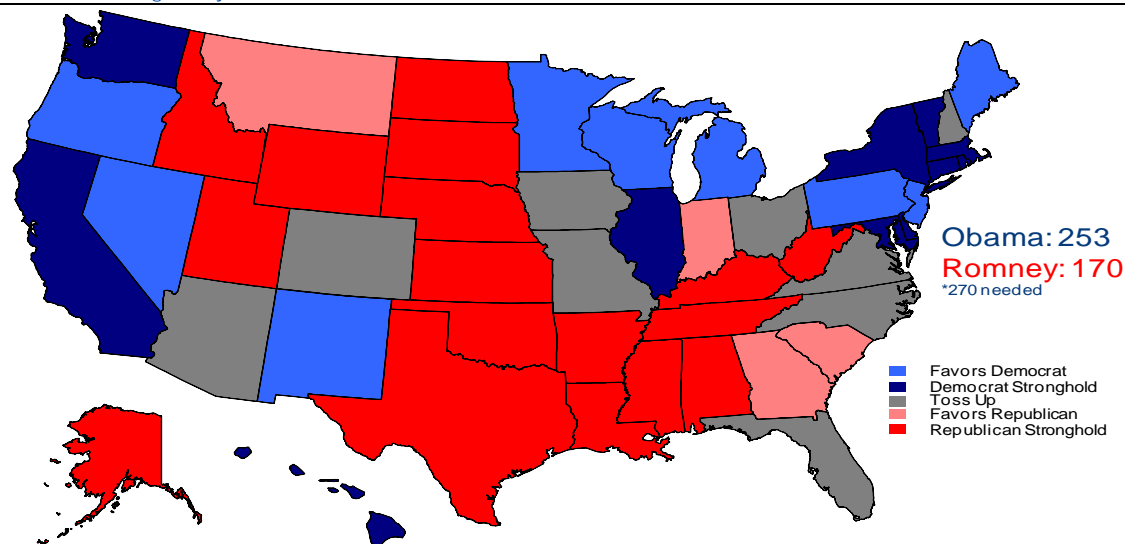 Obama: 253
Romney: 170
*270 needed
Favors Democrat
Democrat Stronghold
Toss Up
Favors Republican
Republican Stronghold